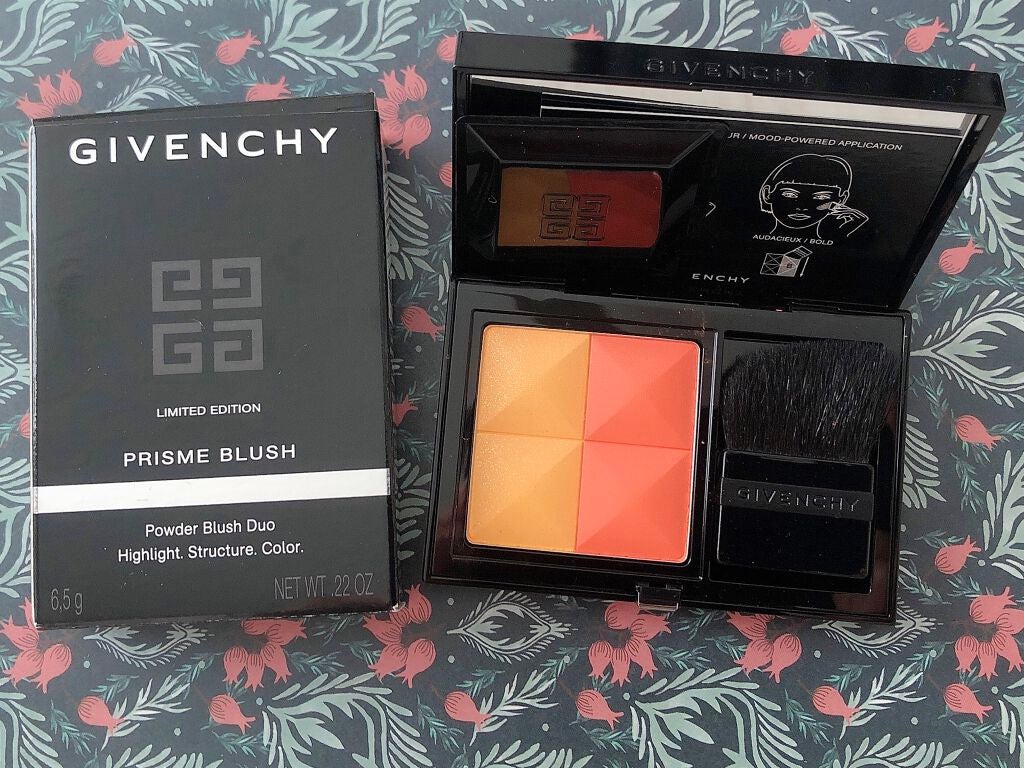 GIVENCHY
LIMITED EDITION
PRISME BLUSH
Powder Blush Duo
Highlight. Structure. Color.
6,5 g
NET WT .22 OZ
GIVENCHY
/ MOOD-POWERED APPLICATION
AUDACIEUX / BOLD
B
ENCHY
GIVENCHY